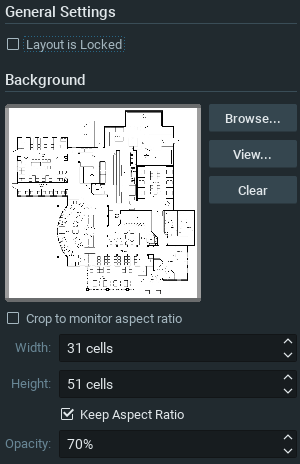 General Settings
Layout is Locked
Background
Browse...
View...
Clear
Crop to monitor aspect ratio
Width: 31 cells
Height: 51 cells
Keep Aspect Ratio
Opacity: 70%